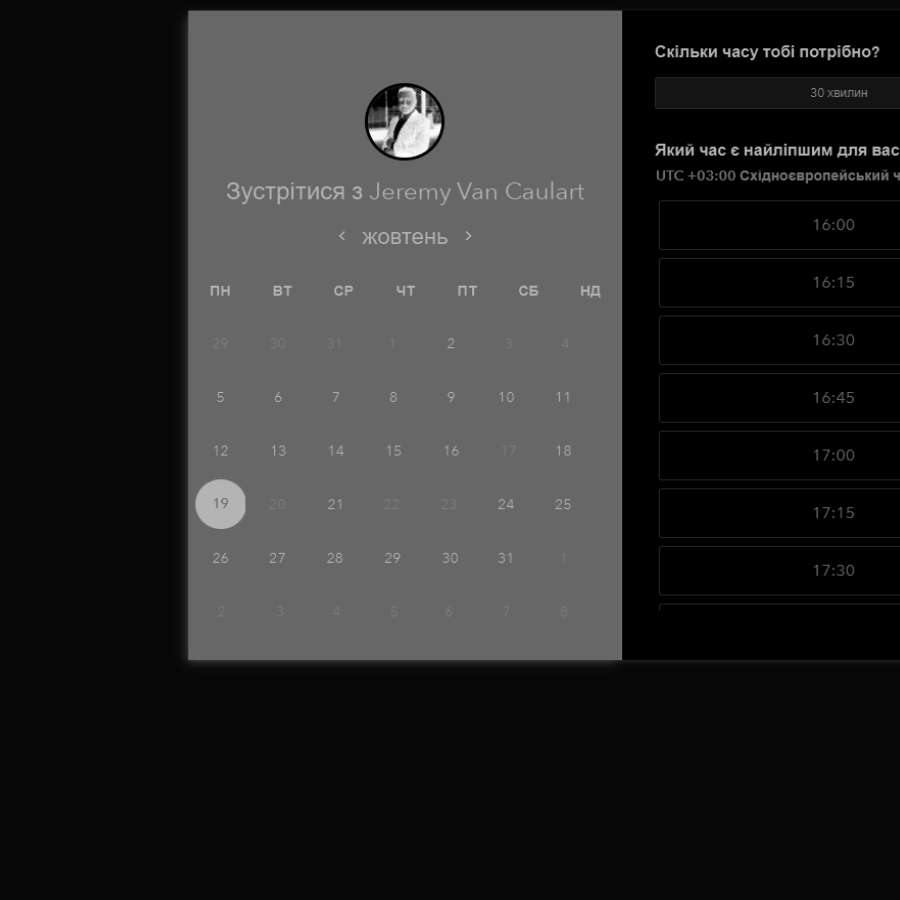 Зустрітися з Jeremy Van Caulart
жовтень
ПН ВТ СР ЧТ ПТ СБ НД
29 30 31 1 2 3 4
5 6 7 8 9 10 11
12 13 14 15 16 17 18
19 20 21 22 23 24 25
26 27 28 29 30 31 1
2 3 4 5 6 7 8
Скільки часу тобі потрібно?
30 хвилин
Який час є найліпшим для вас
UTC +03:00 Східноєвропейський
16:00
16:15
16:30
16:45
17:00
17:15
17:30